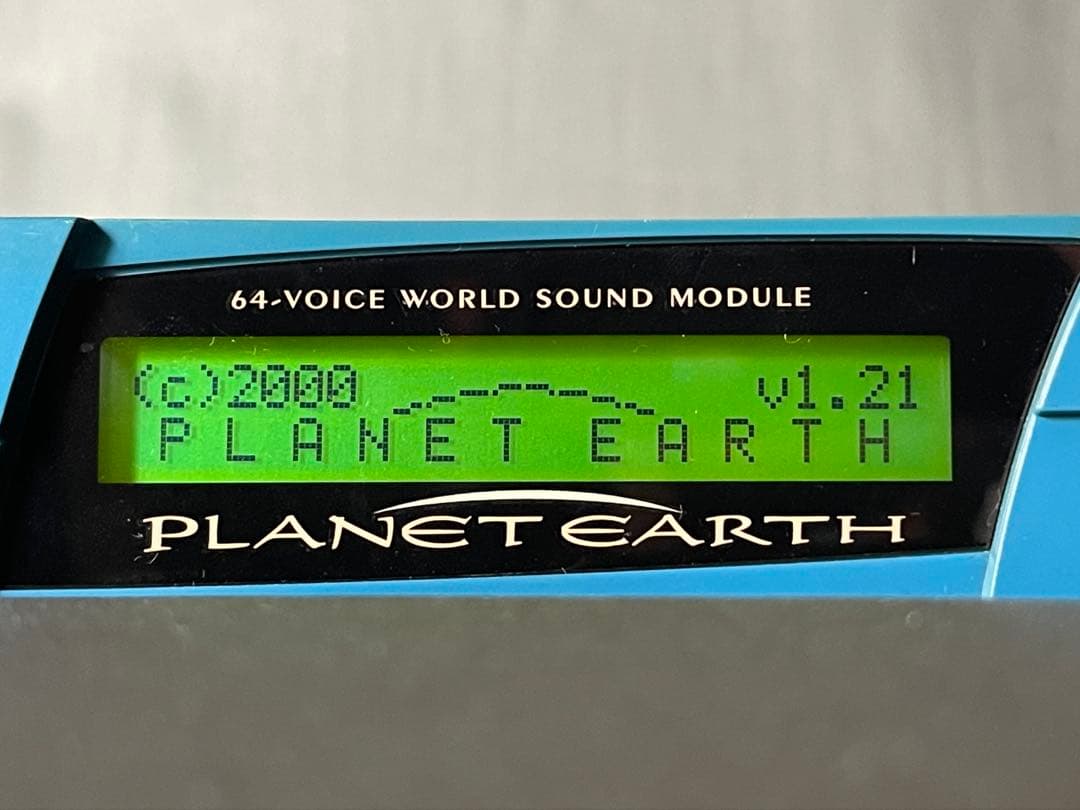 64-VOICE WORLD SOUND MODULE
(c)2000 v1.21
PLANET EARTH
PLANET EARTH